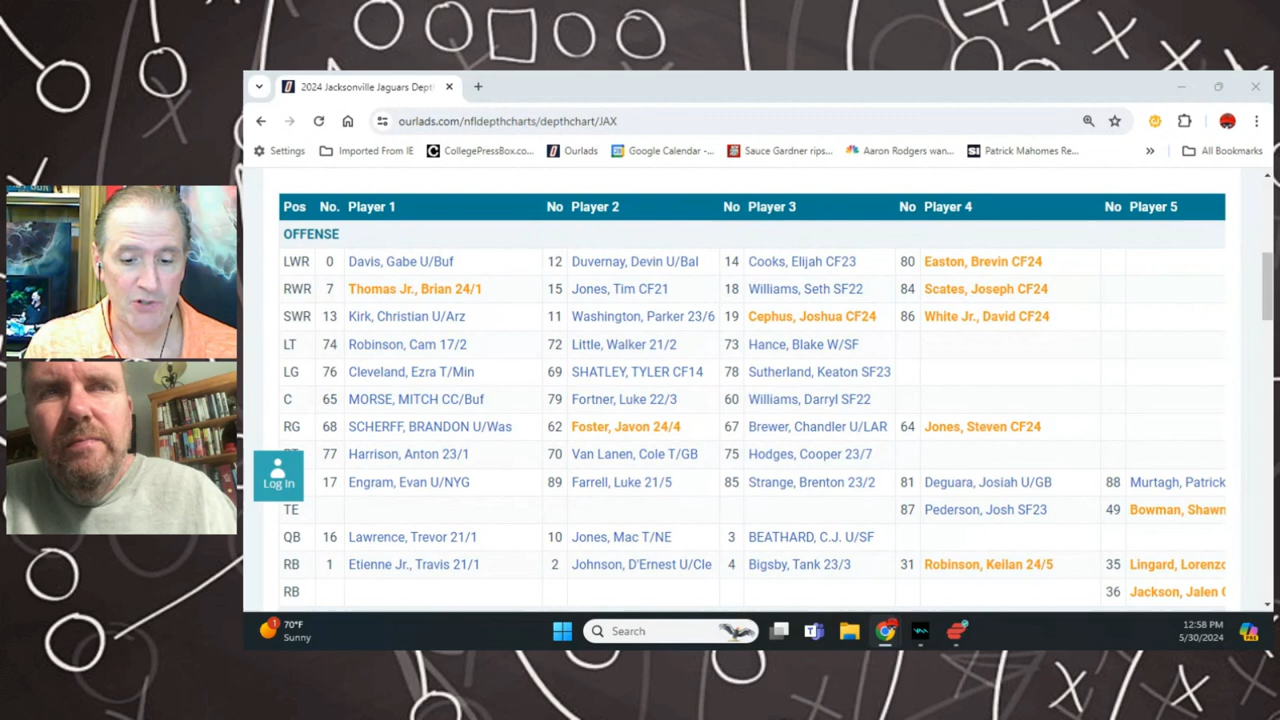 2024 Jacksonville Jaguars Dept
ourlads.com/nfldepthcharts/depthchart/JAX
Settings Imported From IE CollegePressBox.co... Ourlads Google Calendar -... Sauce Gardner rips... Aaron Rodgers wan... Patrick Mahomes Re... » All Bookmarks
Pos No. Player 1 No Player 2 No Player 3 No Player 4 No Player 5
OFFENSE
LWR 0 Davis, Gabe U/Buf 12 Duvernay, Devin U/Bal 14 Cooks, Elijah CF23 80 Easton, Brevin CF24
RWR 7 Thomas Jr., Brian 24/1 15 Jones, Tim CF21 18 Williams, Seth SF22 84 Scates, Joseph CF24
SWR 13 Kirk, Christian U/Arz 11 Washington, Parker 23/6 19 Cephus, Joshua CF24 86 White Jr., David CF24
LT 74 Robinson, Cam 17/2 72 Little, Walker 21/2 73 Hance, Blake W/SF
LG 76 Cleveland, Ezra T/Min 69 SHATLEY, TYLER CF14 78 Sutherland, Keaton SF23
C 65 MORSE, MITCH CC/Buf 79 Fortner, Luke 22/3 60 Williams, Darryl SF22
RG 68 SCHERFF, BRANDON U/Was 62 Foster, Javon 24/4 67 Brewer, Chandler U/LAR 64 Jones, Steven CF24
77 Harrison, Anton 23/1 70 Van Lanen, Cole T/GB 75 Hodges, Cooper 23/7
17 Engram, Evan U/NYG 89 Farrell, Luke 21/5 85 Strange, Brenton 23/2 81 Deguara, Josiah U/GB 88 Murtagh, Patrick
Log In
TE 87 Pederson, Josh SF23 49 Bowman, Shawn
QB 16 Lawrence, Trevor 21/1 10 Jones, Mac T/NE 3 BEATHARD, C.J. U/SF
RB 1 Etienne Jr., Travis 21/1 2 Johnson, D'Ernest U/Cle 4 Bigsby, Tank 23/3 31 Robinson, Keilan 24/5 35 Lingard, Lorenzo
RB 36 Jackson, Jalen
1 70°F
Sunny
Search
12:58 PM
5/30/2024